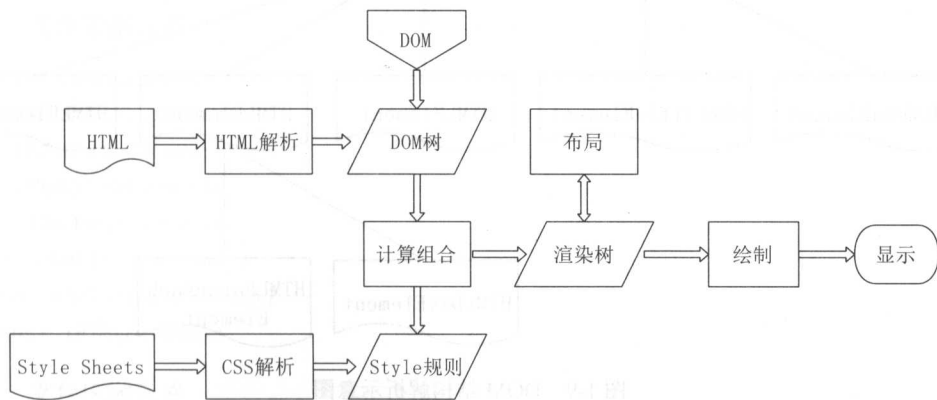 DOM
HTML
HTML解析
DOM树
布局
计算组合
渲染树
绘制
显示
Style Sheets
CSS解析
Style规则